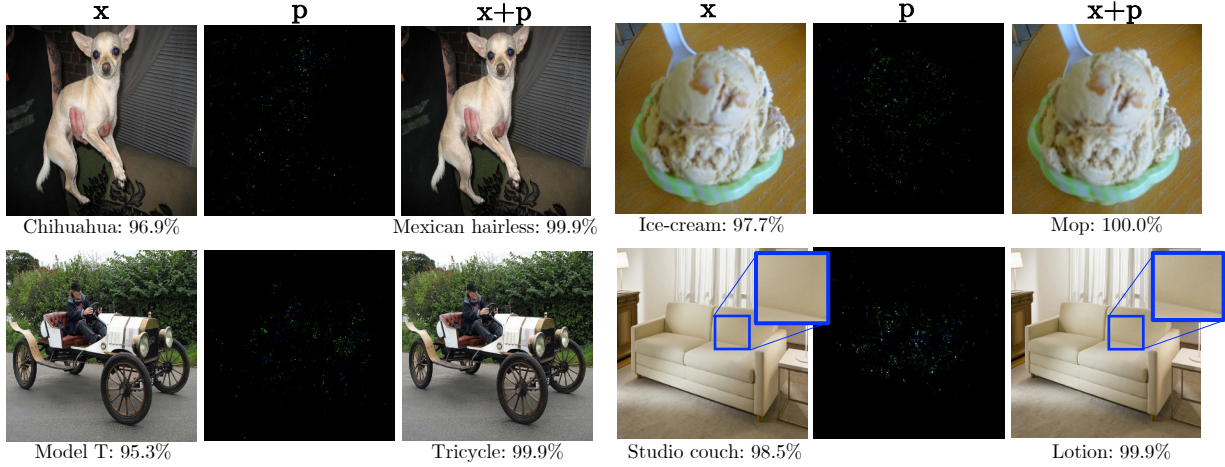 x p x+p x p x+p
Chihuahua: 96.9% Mexican hairless: 99.9% Ice-cream: 97.7% Mop: 100.0%
Model T: 95.3% Tricycle: 99.9% Studio couch: 98.5% Lotion: 99.9%